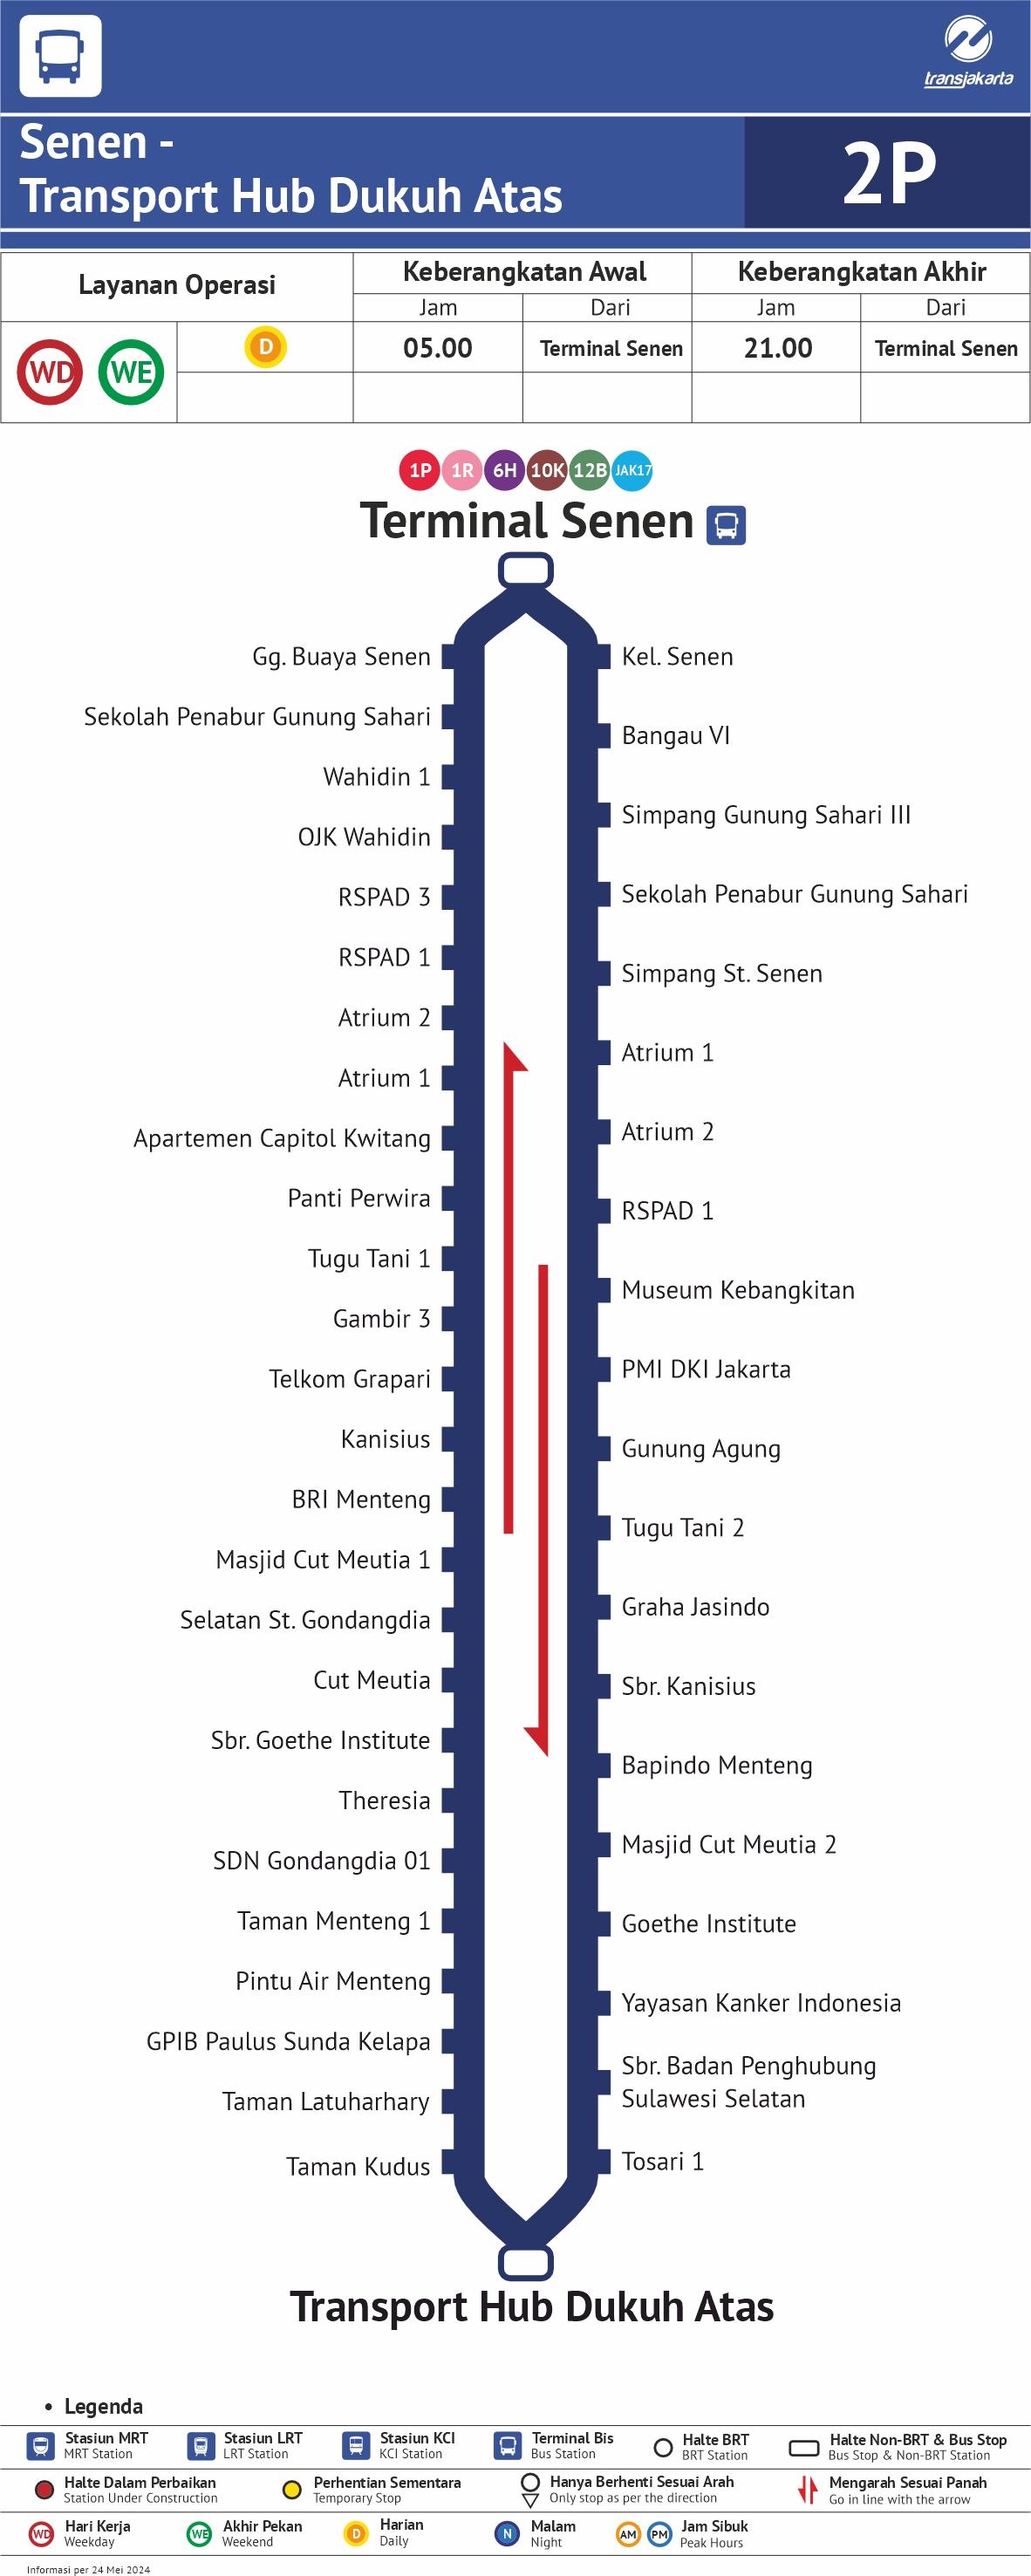 transjakarta
Senen -
Transport Hub Dukuh Atas
2P
Layanan Operasi
Keberangkatan Awal
Keberangkatan Akhir
Jam
Dari
Jam
Dari
WD
WE
D
05.00
Terminal Senen
21.00
Terminal Senen
1P
1R
6H
10K
12B
JAK17
Terminal Senen
Gg. Buaya Senen
Sekolah Penabur Gunung Sahari
Wahidin 1
OJK Wahidin
RSPAD 3
RSPAD 1
Atrium 2
Atrium 1
Apartemen Capitol Kwitang
Panti Perwira
Tugu Tani 1
Gambir 3
Telkom Grapari
Kanisius
BRI Menteng
Masjid Cut Meutia 1
Selatan St. Gondangdia
Cut Meutia
Sbr. Goethe Institute
Theresia
SDN Gondangdia 01
Taman Menteng 1
Pintu Air Menteng
GPIB Paulus Sunda Kelapa
Taman Latuharhary
Taman Kudus
Kel. Senen
Bangau VI
Simpang Gunung Sahari III
Sekolah Penabur Gunung Sahari
Simpang St. Senen
Atrium 1
Atrium 2
RSPAD 1
Museum Kebangkitan
PMI DKI Jakarta
Gunung Agung
Tugu Tani 2
Graha Jasindo
Sbr. Kanisius
Bapindo Menteng
Masjid Cut Meutia 2
Goethe Institute
Yayasan Kanker Indonesia
Sbr. Badan Penghubung
Sulawesi Selatan
Tosari 1
Transport Hub Dukuh Atas
• Legenda
Stasiun MRT
MRT Station
Stasiun LRT
LRT Station
Stasiun KCI
KCI Station
Terminal Bis
Bus Station
Halte BRT
BRT Station
Halte Non-BRT & Bus Stop
Bus Stop & Non-BRT Station
Halte Dalam Perbaikan
Station Under Construction
Perhentian Sementara
Temporary Stop
Hanya Berhenti Sesuai Arah
Only stop as per the direction
Mengarah Sesuai Panah
Go in line with the arrow
WD
Hari Kerja
Weekday
WE
Akhir Pekan
Weekend
D
Harian
Daily
N
Malam
Night
AM
PM
Jam Sibuk
Peak Hours
Informasi per 24 Mei 2024